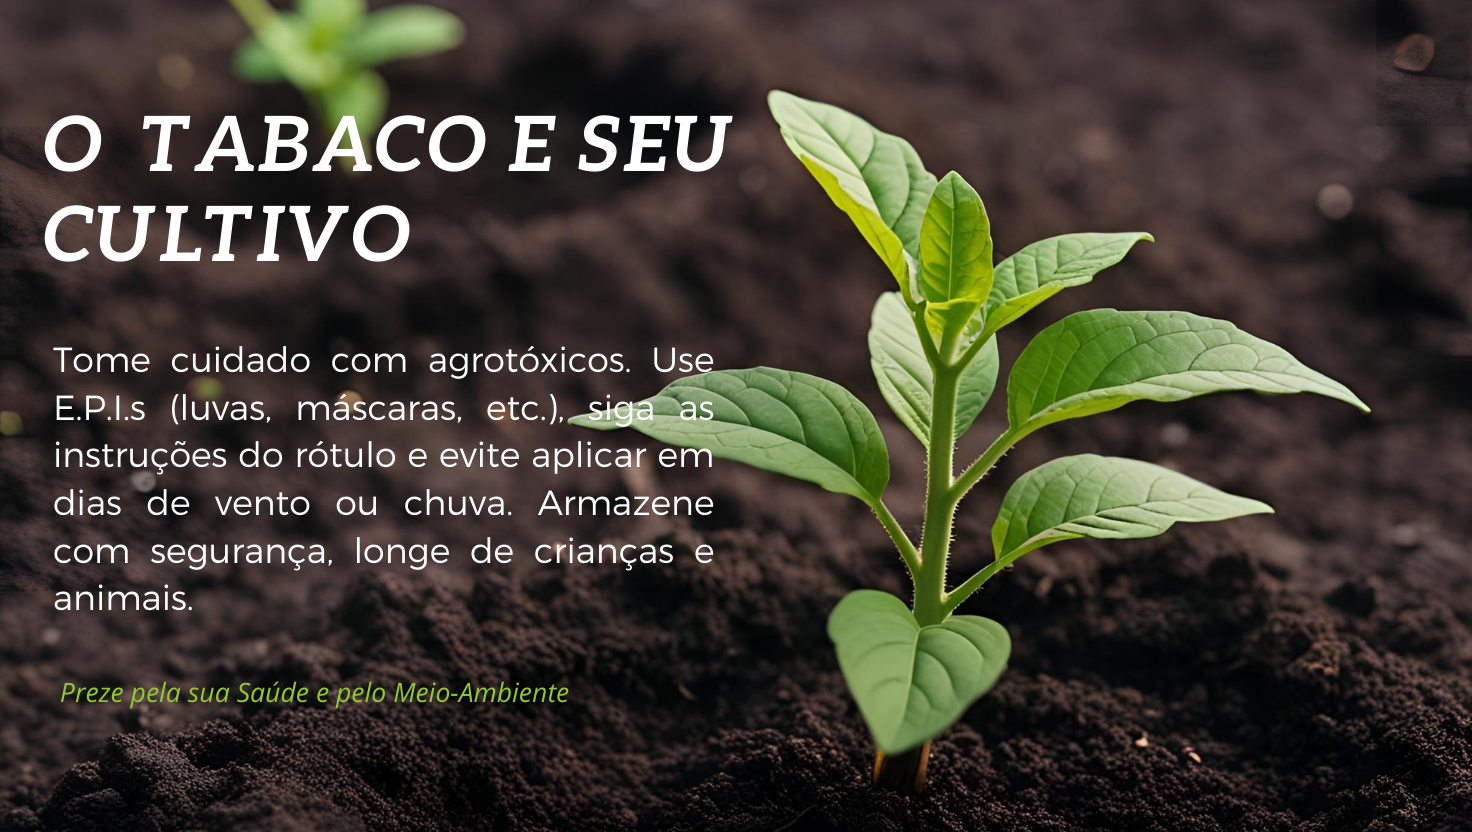 O TABACO E SEU
CULTIVO
Tome cuidado com agrotóxicos. Use
E.P.I.s (luvas, máscaras, etc.), siga as
instruções do rótulo e evite aplicar em
dias de vento ou chuva. Armazene
com segurança, longe de crianças e
animais.
Preze pela sua Saúde e pelo Meio-Ambiente